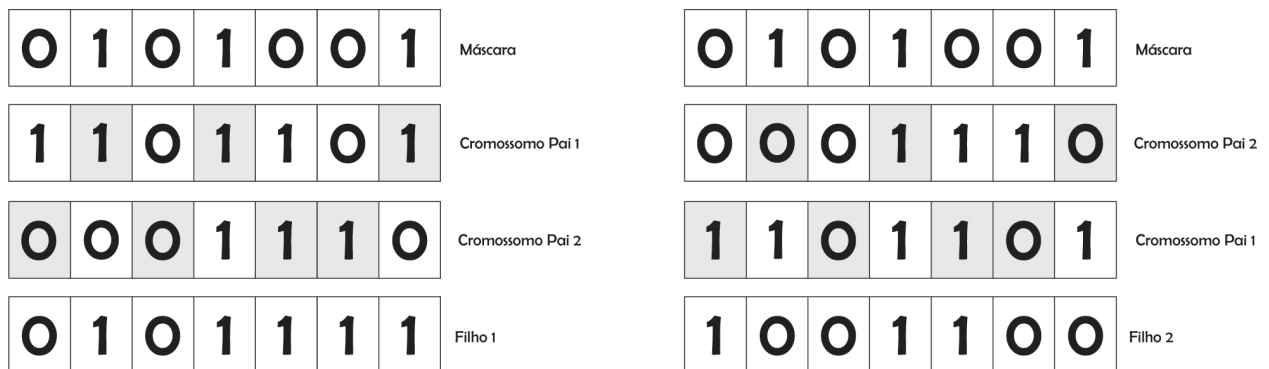 0 1 0 1 0 0 1 Máscara
1 1 0 1 1 0 1 Cromossomo Pai 1
0 0 0 1 1 1 0 Cromossomo Pai 2
0 1 0 1 1 1 1 Filho 1
0 1 0 1 0 0 1 Máscara
0 0 0 1 1 1 0 Cromossomo Pai 2
1 1 0 1 1 0 1 Cromossomo Pai 1
1 0 0 1 1 0 0 Filho 2